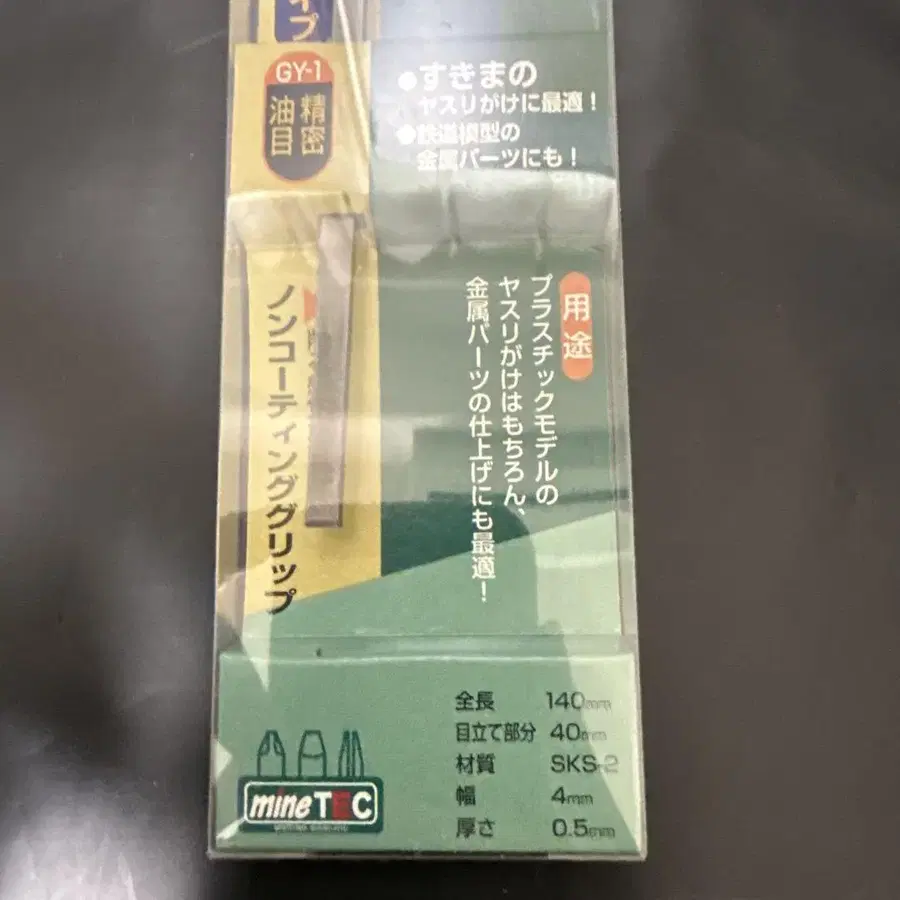 イプ
GY-1
精密
油目
●すきまの
ヤスリがけに最適!
●鉄道模型の
金属パーツにも!
用途
プラスチックモデルの
ヤスリがけはもちろん、
金属パーツの仕上げにも最適!
ノンコーティンググリップ
全長 140mm
目立て部分 40mm
材質 SKS-2
幅 4mm
厚さ 0.5mm
mineTEC